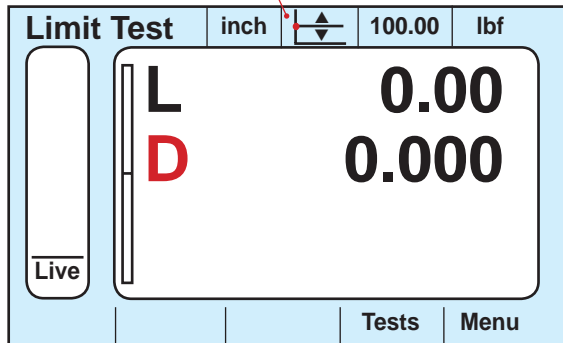 Limit Test inch 100.00 lbf
L 0.00
D 0.000
Live
Tests Menu